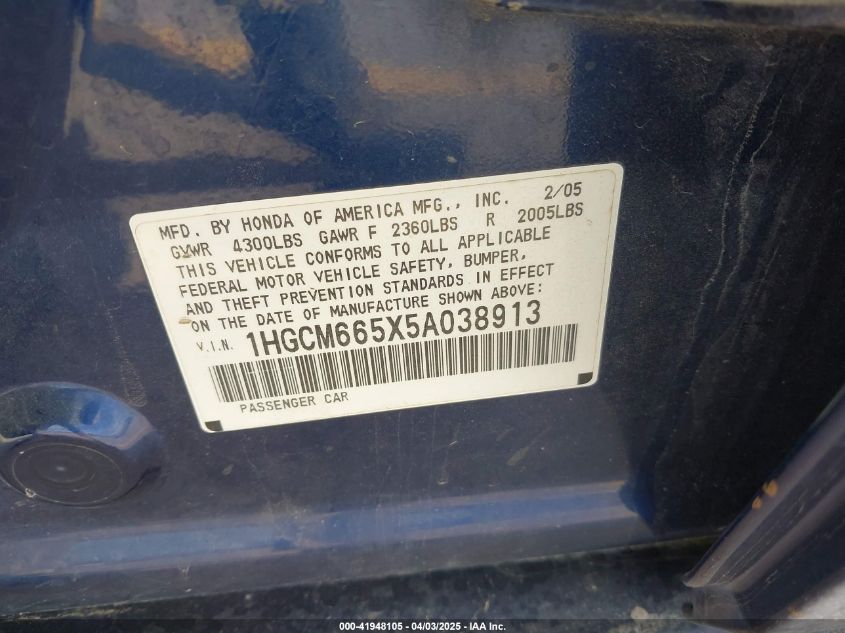 MFD. BY HONDA OF AMERICA MFG., INC. 2/05
GVWR 4300LBS GAWR F 2360LBS R 2005LBS
THIS VEHICLE CONFORMS TO ALL APPLICABLE
FEDERAL MOTOR VEHICLE SAFETY, BUMPER,
AND THEFT PREVENTION STANDARDS IN EFFECT
ON THE DATE OF MANUFACTURE SHOWN ABOVE.
V.I.N. 1HGCM665X5A038913
PASSENGER CAR
000-41948105 - 04/03/2025 - IAA Inc.